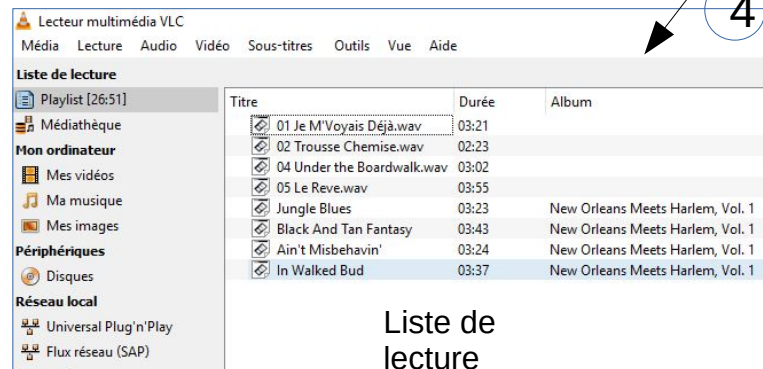 Lecteur multimédia VLC
4
Média Lecture Audio Vidéo Sous-titres Outils Vue Aide
Liste de lecture
Playlist [26:51]
Médiathèque
Mon ordinateur
Mes vidéos
Ma musique
Mes images
Périphériques
Disques
Réseau local
Universal Plug'n'Play
Flux réseau (SAP)
Titre Durée Album
01 Je M'Voyais Déjà.wav 03:21
02 Trousse Chemise.wav 02:23
04 Under the Boardwalk.wav 03:02
05 Le Reve.wav 03:55
Jungle Blues 03:23 New Orleans Meets Harlem, Vol. 1
Black And Tan Fantasy 03:43 New Orleans Meets Harlem, Vol. 1
Ain't Misbehavin' 03:24 New Orleans Meets Harlem, Vol. 1
In Walked Bud 03:37 New Orleans Meets Harlem, Vol. 1
Liste de
lecture